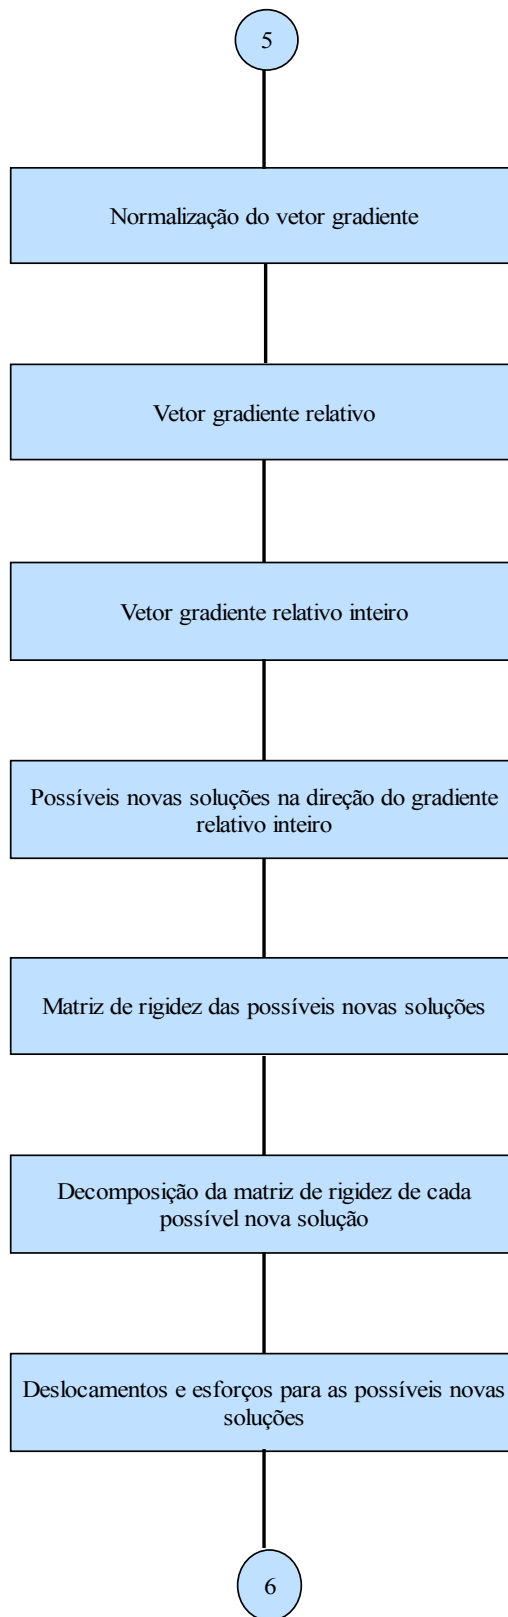 5
Normalização do vetor gradiente
Vetor gradiente relativo
Vetor gradiente relativo inteiro
Possíveis novas soluções na direção do gradiente
relativo inteiro
Matriz de rigidez das possíveis novas soluções
Decomposição da matriz de rigidez de cada
possível nova solução
Deslocamentos e esforços para as possíveis novas
soluções
6